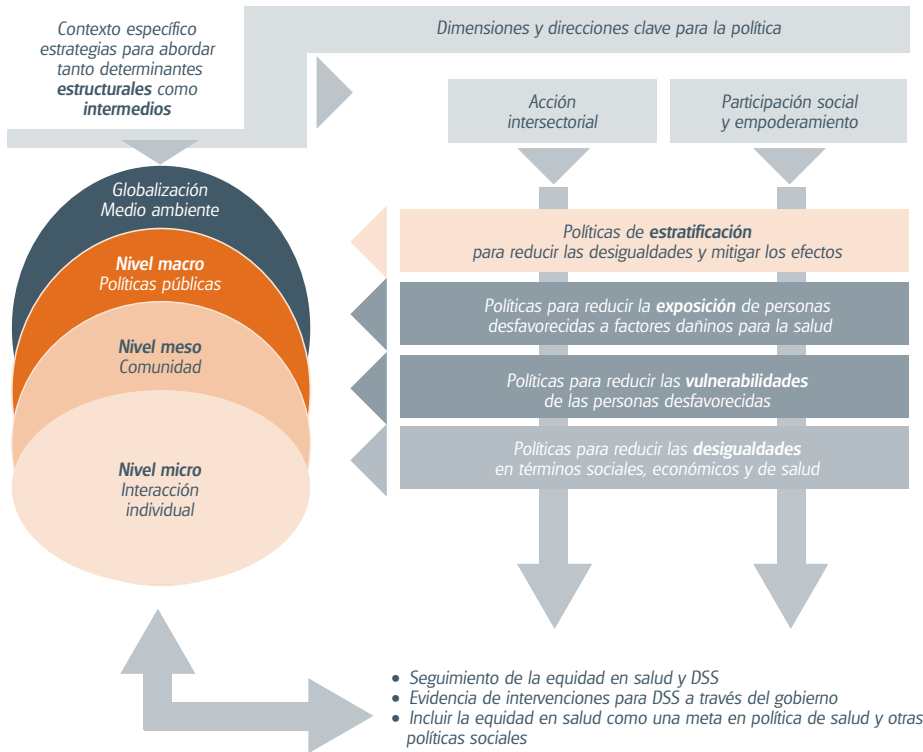 Contexto específico
estrategias para abordar
tanto determinantes
estructurales como
intermedios
Dimensiones y direcciones clave para la política
Acción
intersectorial
Participación social
y empoderamiento
Globalización
Medio ambiente
Nivel macro
Políticas públicas
Nivel meso
Comunidad
Nivel micro
Interacción
individual
Políticas de estratificación
para reducir las desigualdades y mitigar los efectos
Políticas para reducir la exposición de personas
desfavorecidas a factores dañinos para la salud
Políticas para reducir las vulnerabilidades
de las personas desfavorecidas
Políticas para reducir las desigualdades
en términos sociales, económicos y de salud
• Seguimiento de la equidad en salud y DSS
• Evidencia de intervenciones para DSS a través del gobierno
• Incluir la equidad en salud como una meta en política de salud y otras
políticas sociales